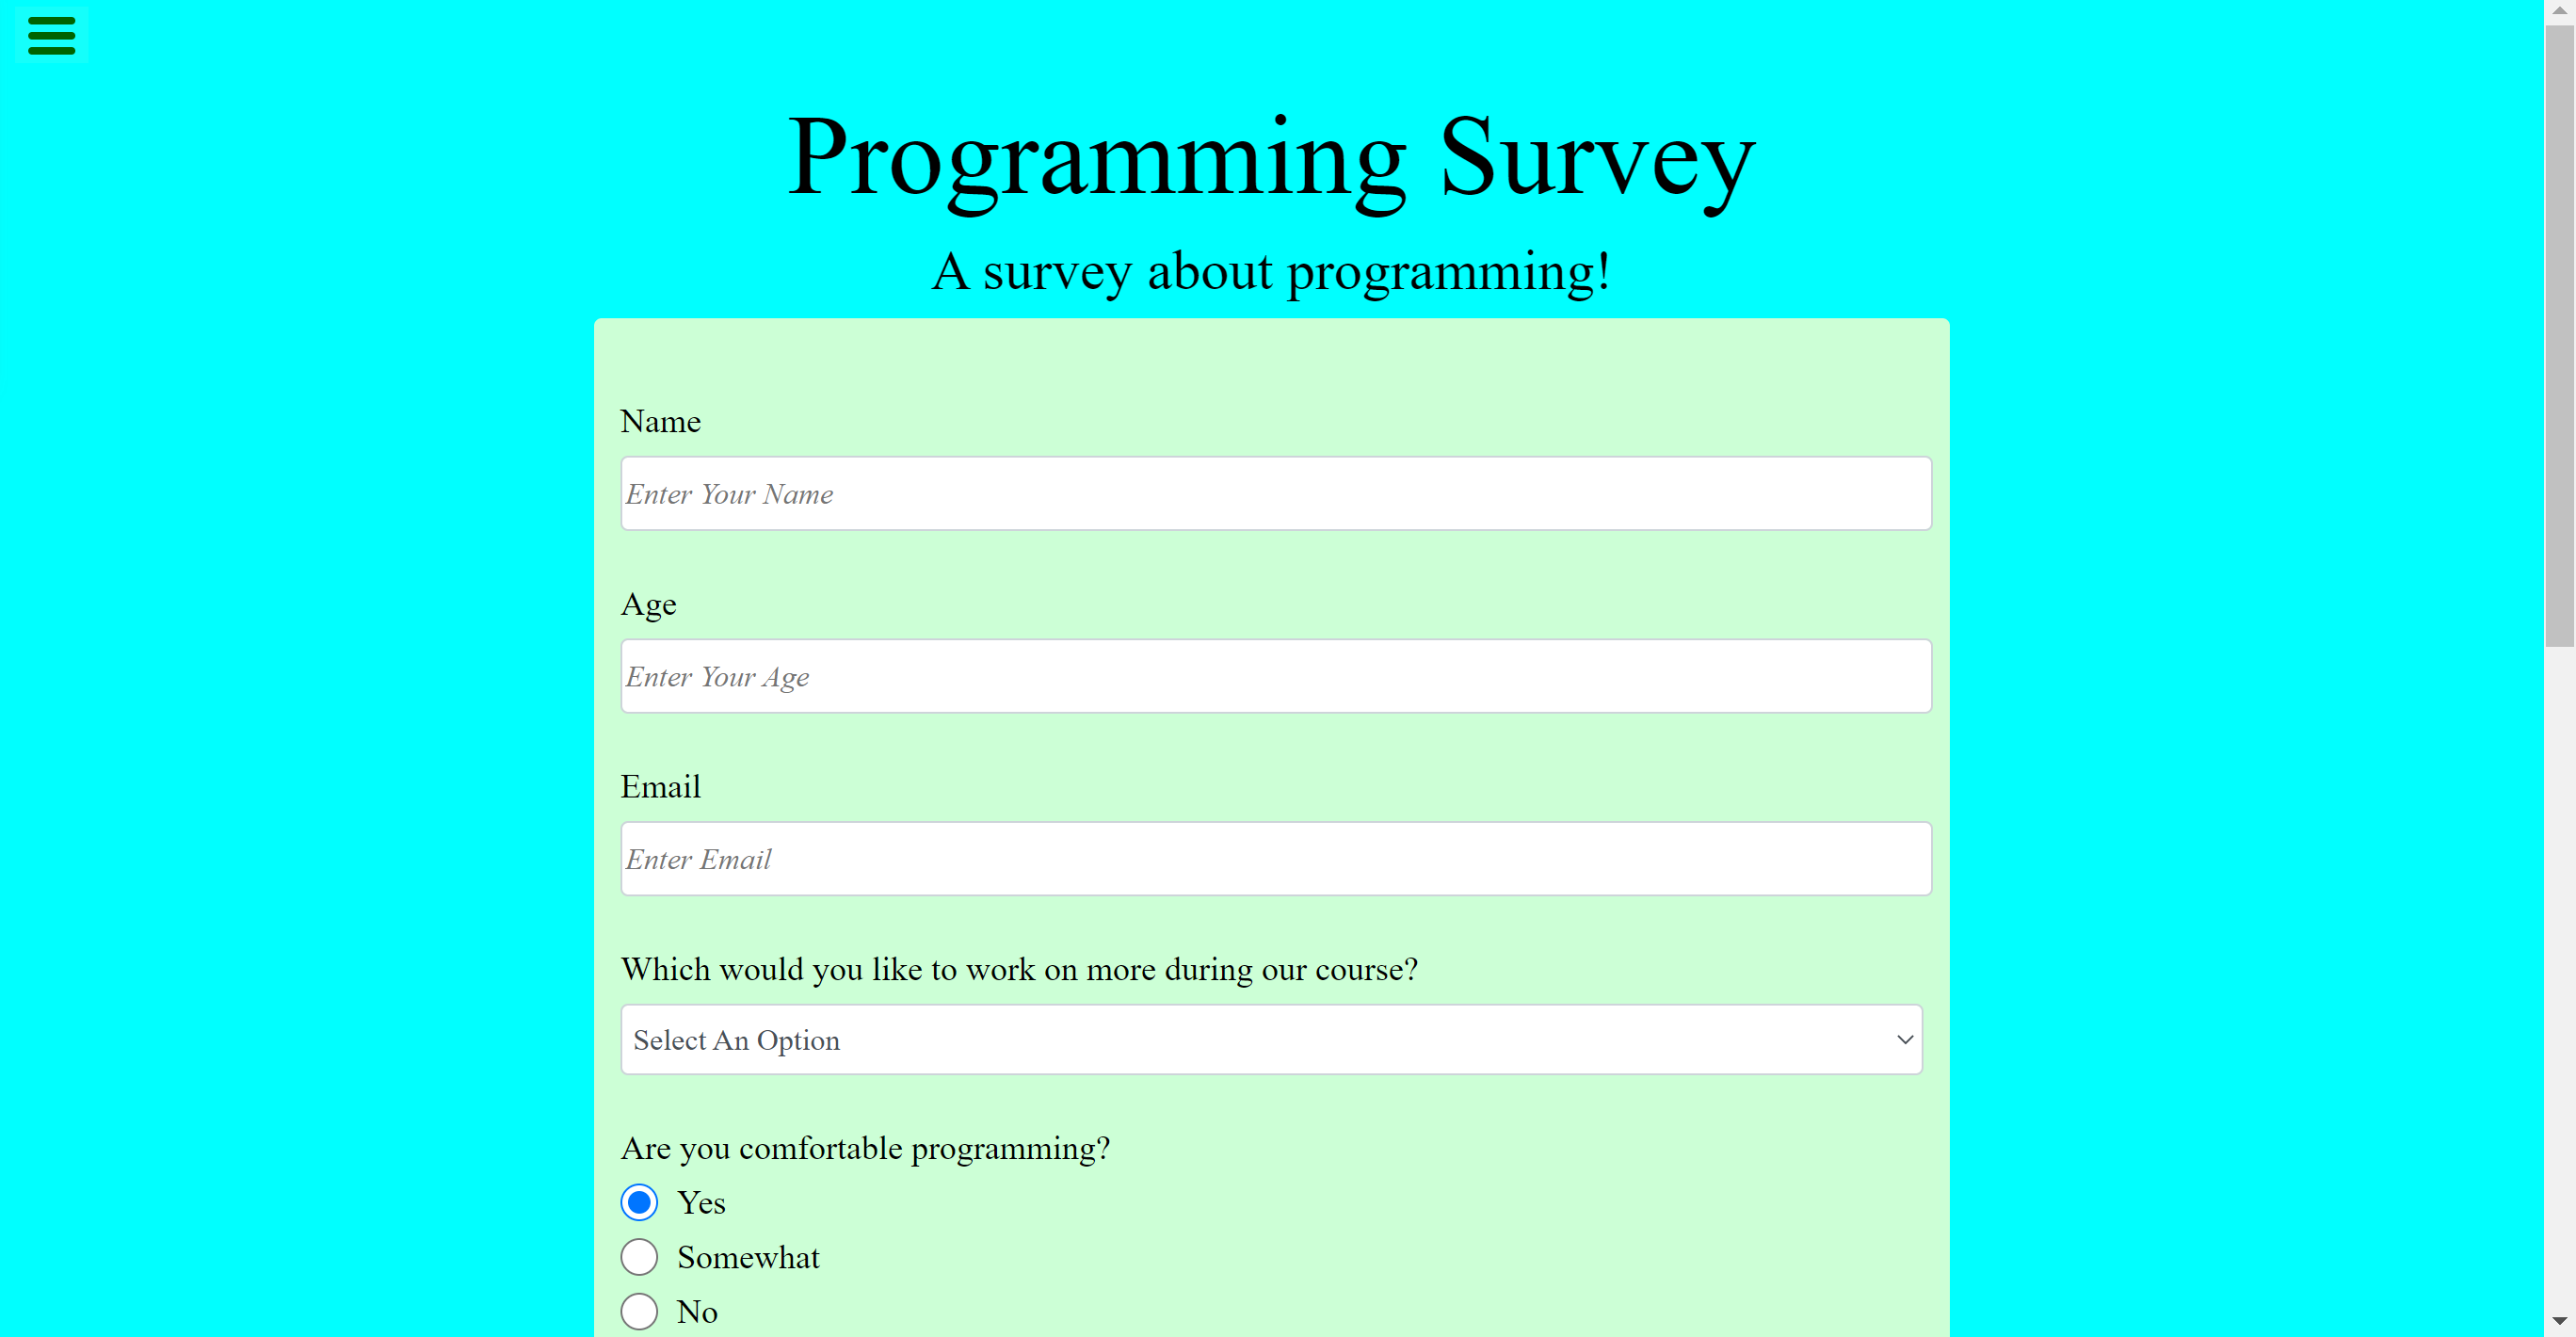 Programming Survey
A survey about programming!
Name
Enter Your Name
Age
Enter Your Age
Email
Enter Email
Which would you like to work on more during our course?
Select An Option
Are you comfortable programming?
Yes
Somewhat
No